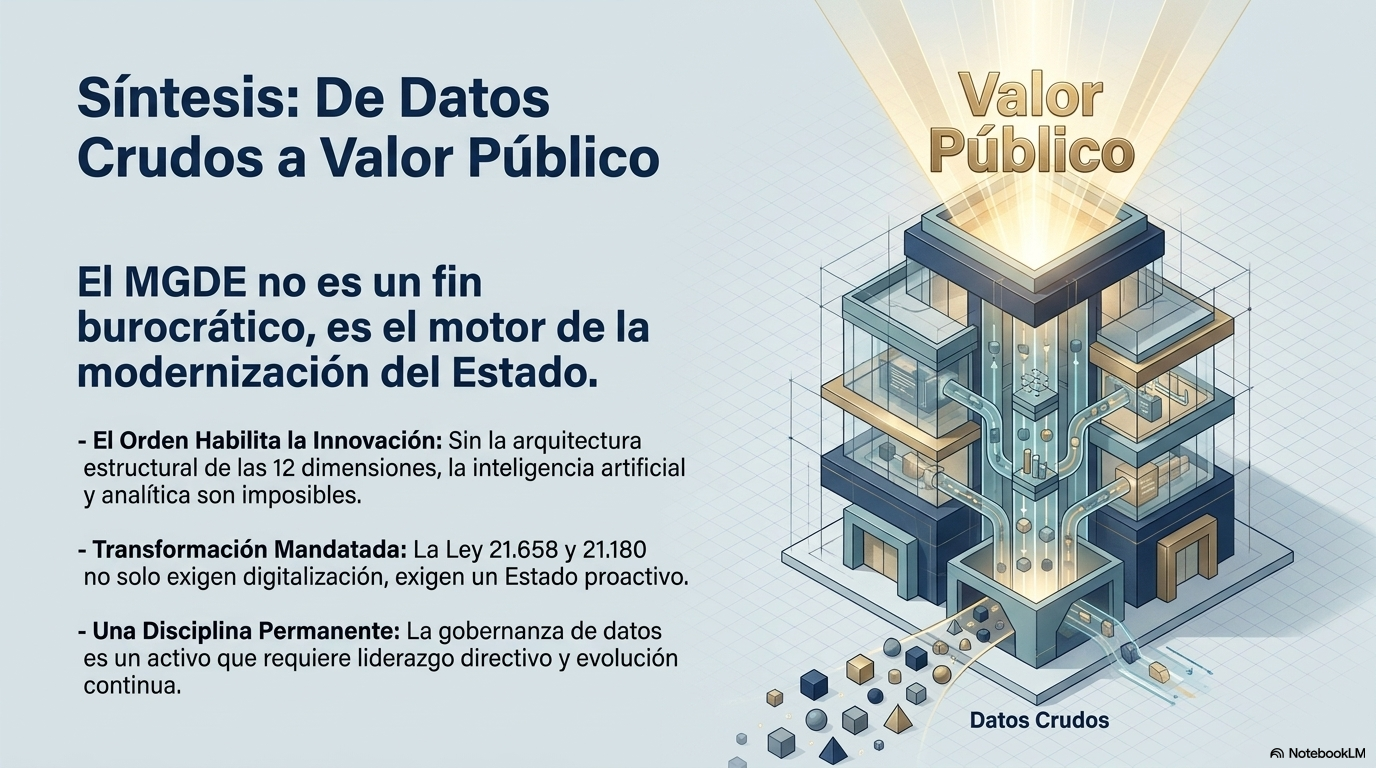 Síntesis: De Datos
Crudos a Valor Público
El MGDE no es un fin
burocrático, es el motor de la
modernización del Estado.
- El Orden Habilita la Innovación: Sin la arquitectura
estructural de las 12 dimensiones, la inteligencia artificial
y analítica son imposibles.
- Transformación Mandatada: La Ley 21.658 y 21.180
no solo exigen digitalización, exigen un Estado proactivo.
- Una Disciplina Permanente: La gobernanza de datos
es un activo que requiere liderazgo directivo y evolución
continua.
Valor
Público
Datos Crudos
NotebookLM